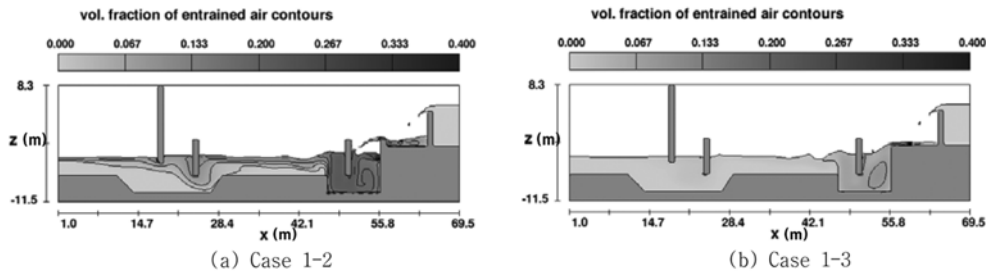 vol. fraction of entrained air contours
0.000 0.067 0.133 0.200 0.267 0.333 0.400
8.3
z (m)
-11.5
1.0 14.7 28.4 42.1 55.8 69.5
x (m)
(a) Case 1-2
vol. fraction of entrained air contours
0.000 0.067 0.133 0.200 0.267 0.333 0.400
8.3
z (m)
-11.5
1.0 14.7 28.4 42.1 55.8 69.5
x (m)
(b) Case 1-3